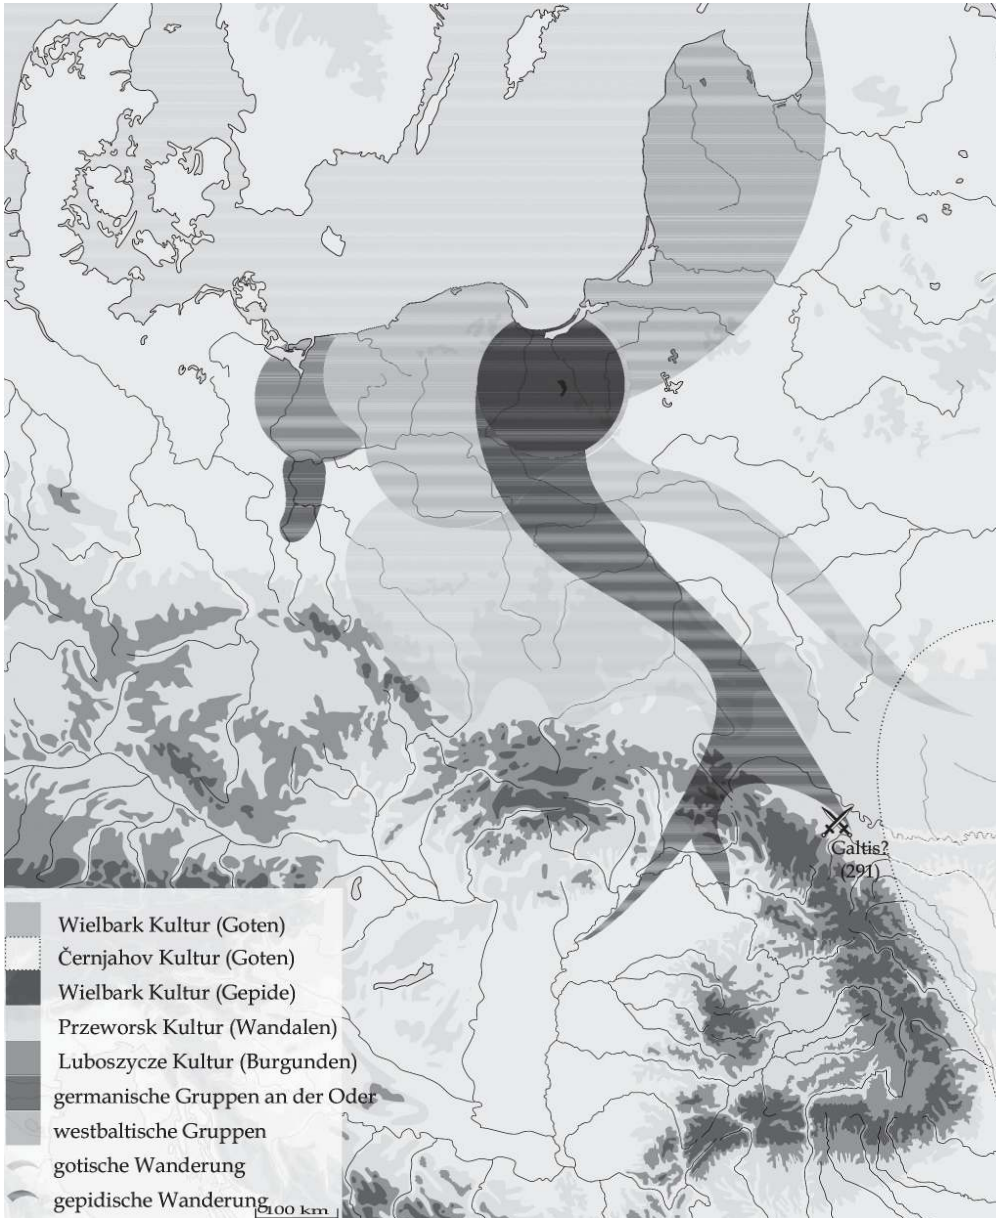 Galtis?
(291)
Wielbark Kultur (Goten)
Černjahov Kultur (Goten)
Wielbark Kultur (Gepide)
Przeworsk Kultur (Wandalen)
Luboszycze Kultur (Burgunden)
germanische Gruppen an der Oder
westbaltische Gruppen
gotische Wanderung
gepidische Wanderung
100 km